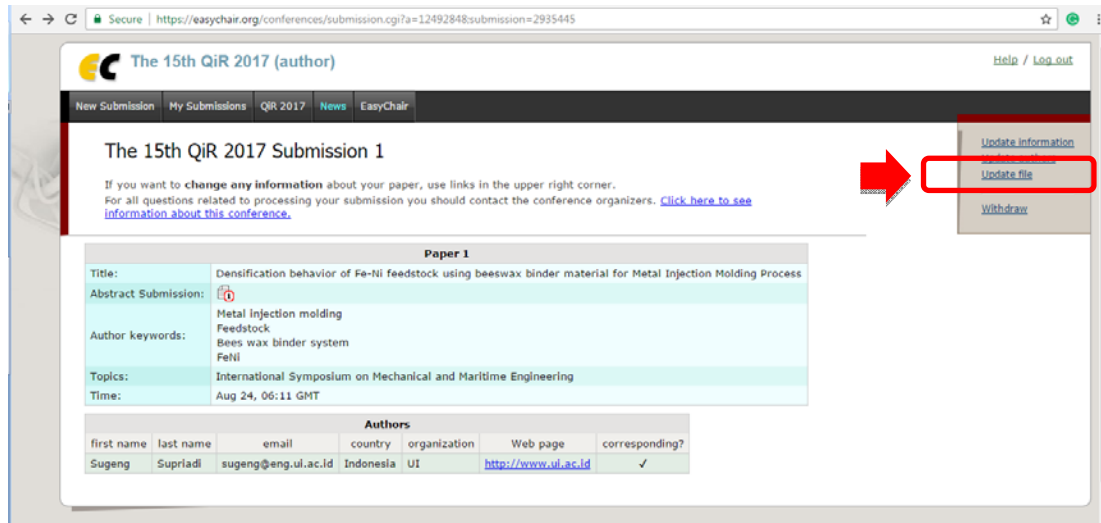 Secure | https://easychair.org/conferences/submission.cgi?a=12492848;submission=2935445
EC The 15th QiR 2017 (author)
Help / Log out
New Submission My Submissions QiR 2017 News EasyChair
The 15th QiR 2017 Submission 1
If you want to change any information about your paper, use links in the upper right corner.
For all questions related to processing your submission you should contact the conference organizers. Click here to see
information about this conference.
Update information
Update authors
Update file
Withdraw
Paper 1
Title: Densification behavior of Fe-Ni feedstock using beeswax binder material for Metal Injection Molding Process
Abstract Submission:
Author keywords: Metal injection molding
Feedstock
Bees wax binder system
FeNi
Topics: International Symposium on Mechanical and Maritime Engineering
Time: Aug 24, 06:11 GMT
Authors
first name last name email country organization Web page corresponding?
Sugeng Supriadi sugeng@eng.ui.ac.id Indonesia UI http://www.ui.ac.id ✓